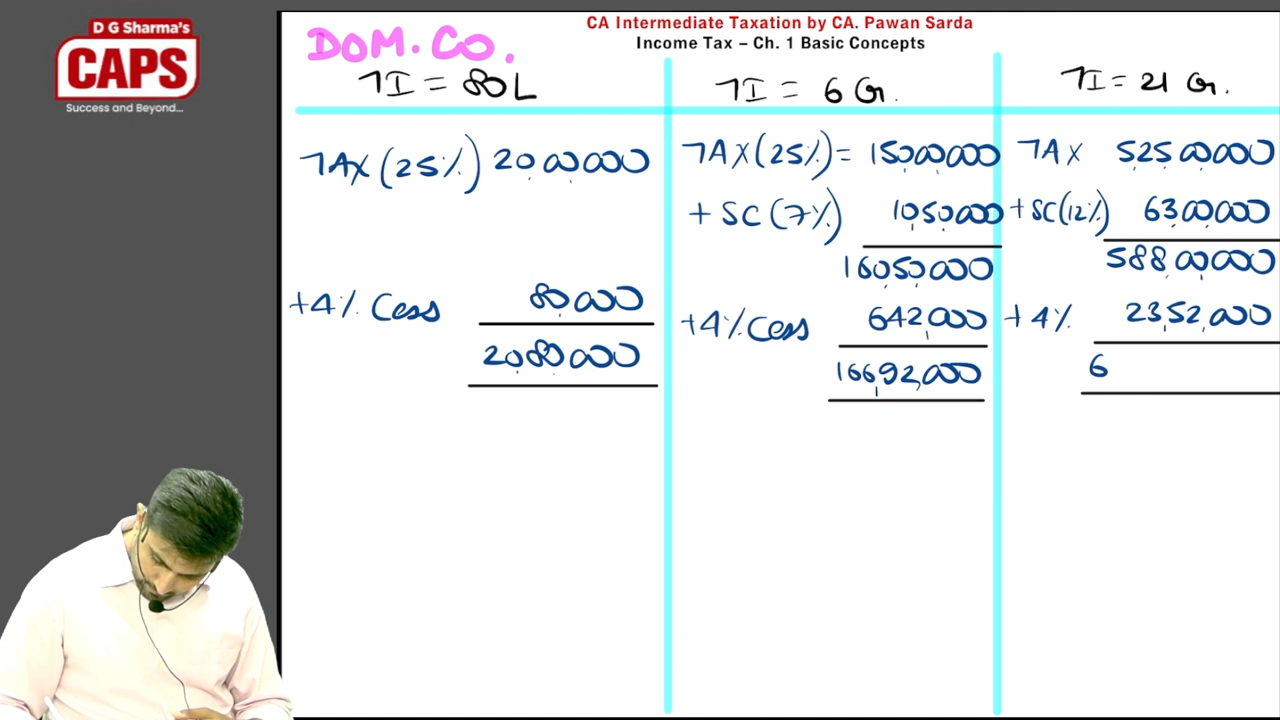 D G Sharma's
CAPS
Success and Beyond...
CA Intermediate Taxation by CA. Pawan Sarda
Income Tax – Ch. 1 Basic Concepts
DOM. CO.
TI = 80 L
TAX (25%) 20,00,000
+4% Cess 80,000
20,80,000
TI = 6 Cr.
TAX (25%) = 1,50,00,000
+ SC (7%) 10,50,000
1,60,50,000
+4% Cess 6,42,000
1,66,92,000
TI = 21 Cr.
TAX 5,25,00,000
+ SC (12%) 63,00,000
5,88,00,000
+ 4% 23,52,000
6